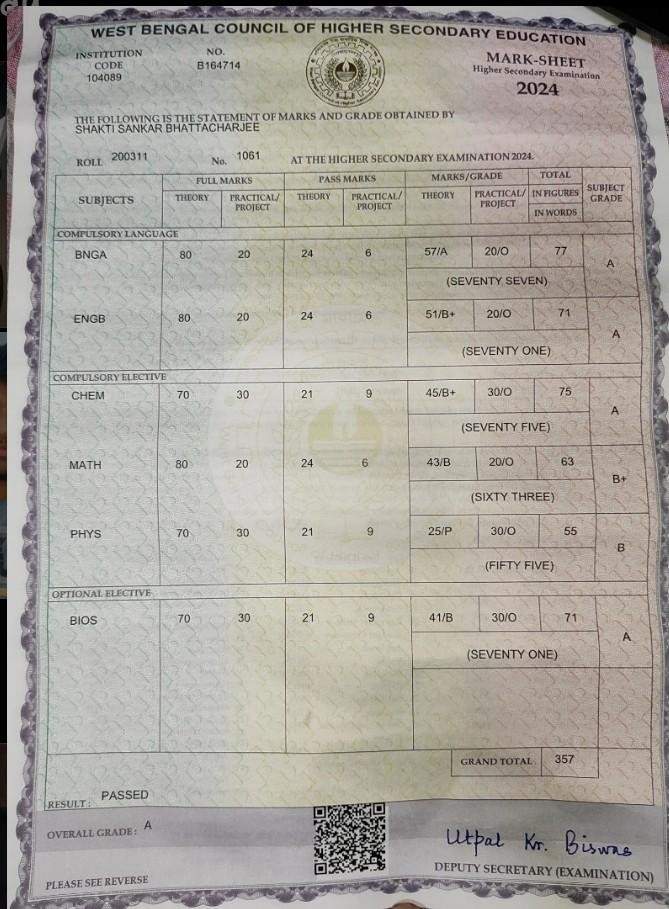 WEST BENGAL COUNCIL OF HIGHER SECONDARY EDUCATION
INSTITUTION CODE 104089
NO. B164714
MARK-SHEET
Higher Secondary Examination
2024
THE FOLLOWING IS THE STATEMENT OF MARKS AND GRADE OBTAINED BY
SHAKTI SANKAR BHATTACHARJEE
ROLL 200311 No. 1061 AT THE HIGHER SECONDARY EXAMINATION 2024.
SUBJECTS FULL MARKS PASS MARKS MARKS/GRADE TOTAL SUBJECT GRADE
THEORY PRACTICAL/PROJECT THEORY PRACTICAL/PROJECT THEORY PRACTICAL/PROJECT IN FIGURES
IN WORDS
COMPULSORY LANGUAGE
BNGA 80 20 24 6 57/A 20/O 77 A
(SEVENTY SEVEN)
ENGB 80 20 24 6 51/B+ 20/O 71 A
(SEVENTY ONE)
COMPULSORY ELECTIVE
CHEM 70 30 21 9 45/B+ 30/O 75 A
(SEVENTY FIVE)
MATH 80 20 24 6 43/B 20/O 63 B+
(SIXTY THREE)
PHYS 70 30 21 9 25/P 30/O 55 B
(FIFTY FIVE)
OPTIONAL ELECTIVE
BIOS 70 30 21 9 41/B 30/O 71 A
(SEVENTY ONE)
GRAND TOTAL 357
RESULT : PASSED
OVERALL GRADE : A
Utpal Kr. Biswas
DEPUTY SECRETARY (EXAMINATION)
PLEASE SEE REVERSE